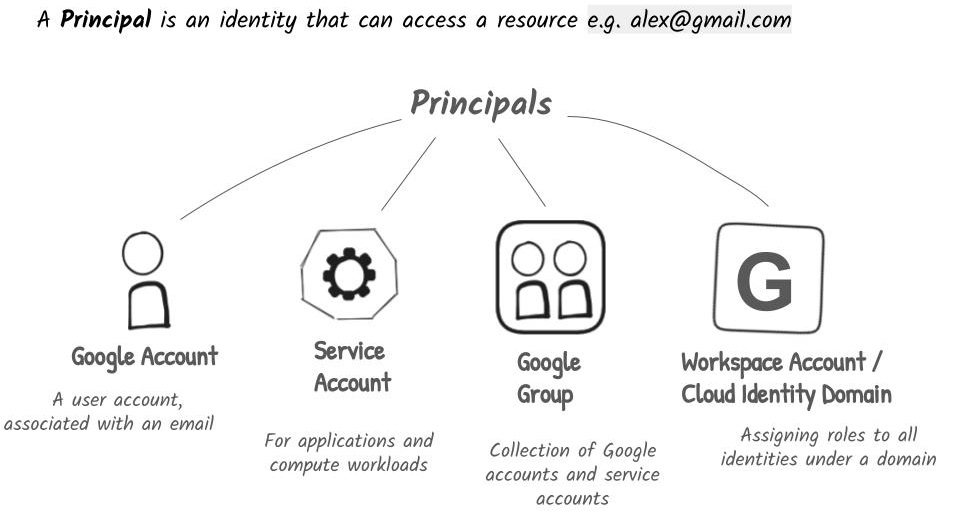 A Principal is an identity that can access a resource e.g. alex@gmail.com
Principals
Google Account
A user account,
associated with an email
Service
Account
For applications and
compute workloads
Google
Group
Collection of Google
accounts and service
accounts
G
Workspace Account /
Cloud Identity Domain
Assigning roles to all
identities under a domain